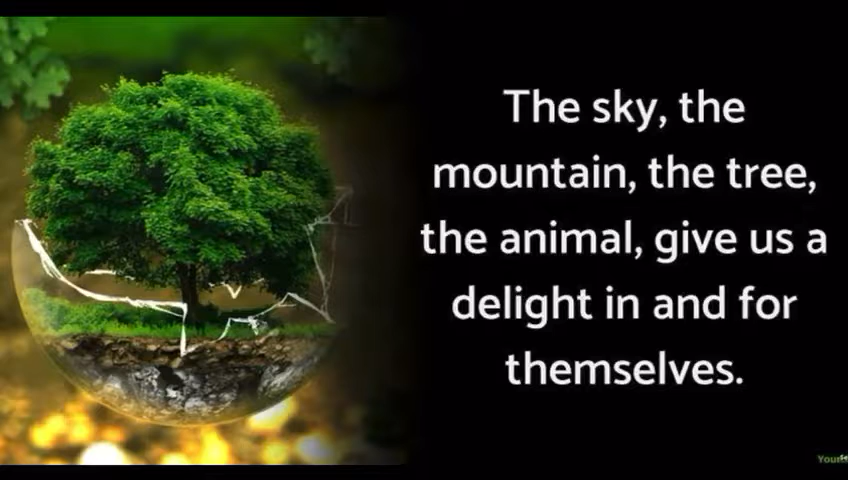 The sky, the
mountain, the tree,
the animal, give us a
delight in and for
themselves.